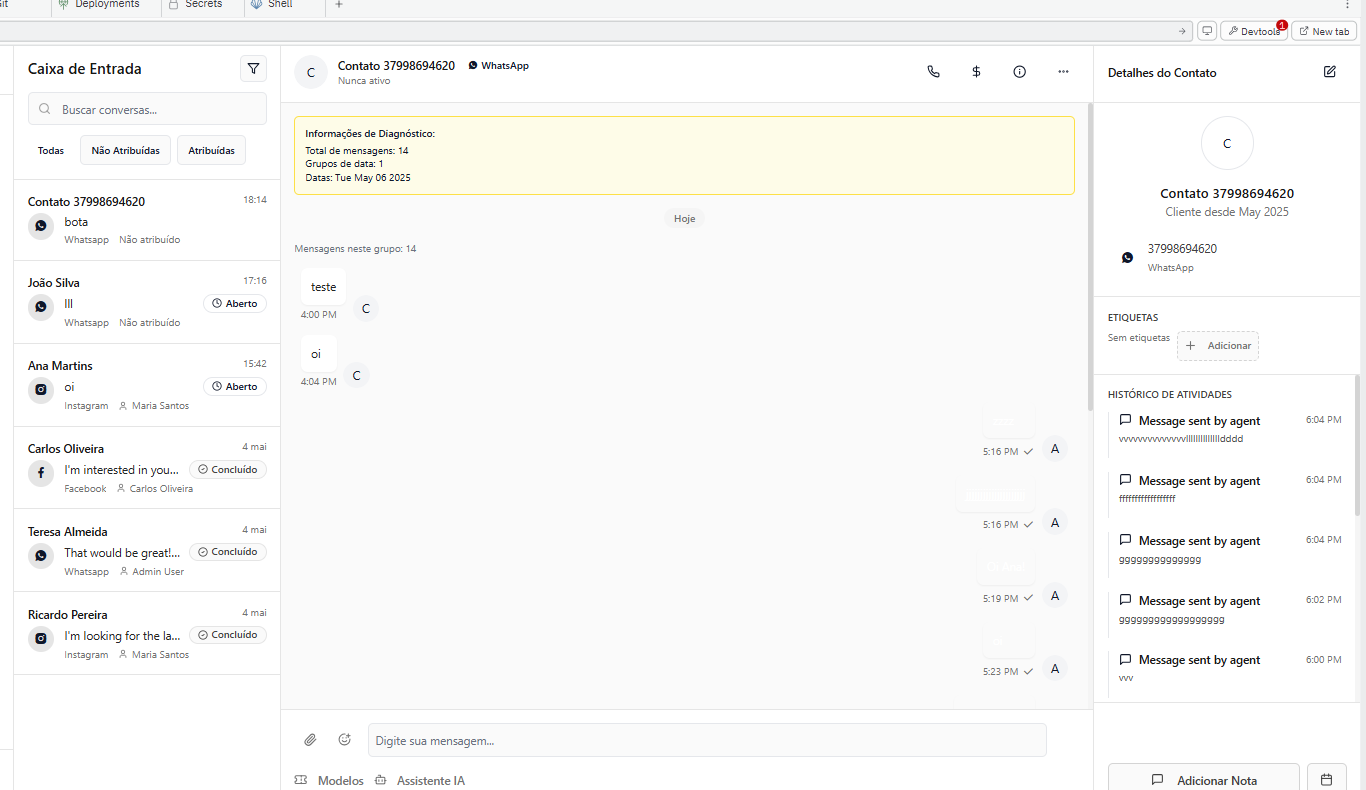 Git
Deployments
Secrets
Shell
Devtools
1
New tab
Caixa de Entrada
Buscar conversas...
Todas
Não Atribuídas
Atribuídas
Contato 37998694620
18:14
bota
Whatsapp Não atribuído
João Silva
17:16
lll
Aberto
Whatsapp Não atribuído
Ana Martins
15:42
oi
Aberto
Instagram Maria Santos
Carlos Oliveira
4 mai
I'm interested in you...
Concluído
Facebook Carlos Oliveira
Teresa Almeida
4 mai
That would be great!...
Concluído
Whatsapp Admin User
Ricardo Pereira
4 mai
I'm looking for the la...
Concluído
Instagram Maria Santos
C
Contato 37998694620 WhatsApp
Nunca ativo
Informações de Diagnóstico:
Total de mensagens: 14
Grupos de data: 1
Datas: Tue May 06 2025
Hoje
Mensagens neste grupo: 14
teste
4:00 PM
C
oi
4:04 PM
C
5:16 PM
A
5:16 PM
A
5:19 PM
A
5:23 PM
A
Digite sua mensagem...
Modelos
Assistente IA
Detalhes do Contato
C
Contato 37998694620
Cliente desde May 2025
37998694620
WhatsApp
ETIQUETAS
Sem etiquetas
+ Adicionar
HISTÓRICO DE ATIVIDADES
Message sent by agent
6:04 PM
Message sent by agent
6:04 PM
Message sent by agent
6:04 PM
Message sent by agent
6:02 PM
Message sent by agent
6:00 PM
vvv
Adicionar Nota